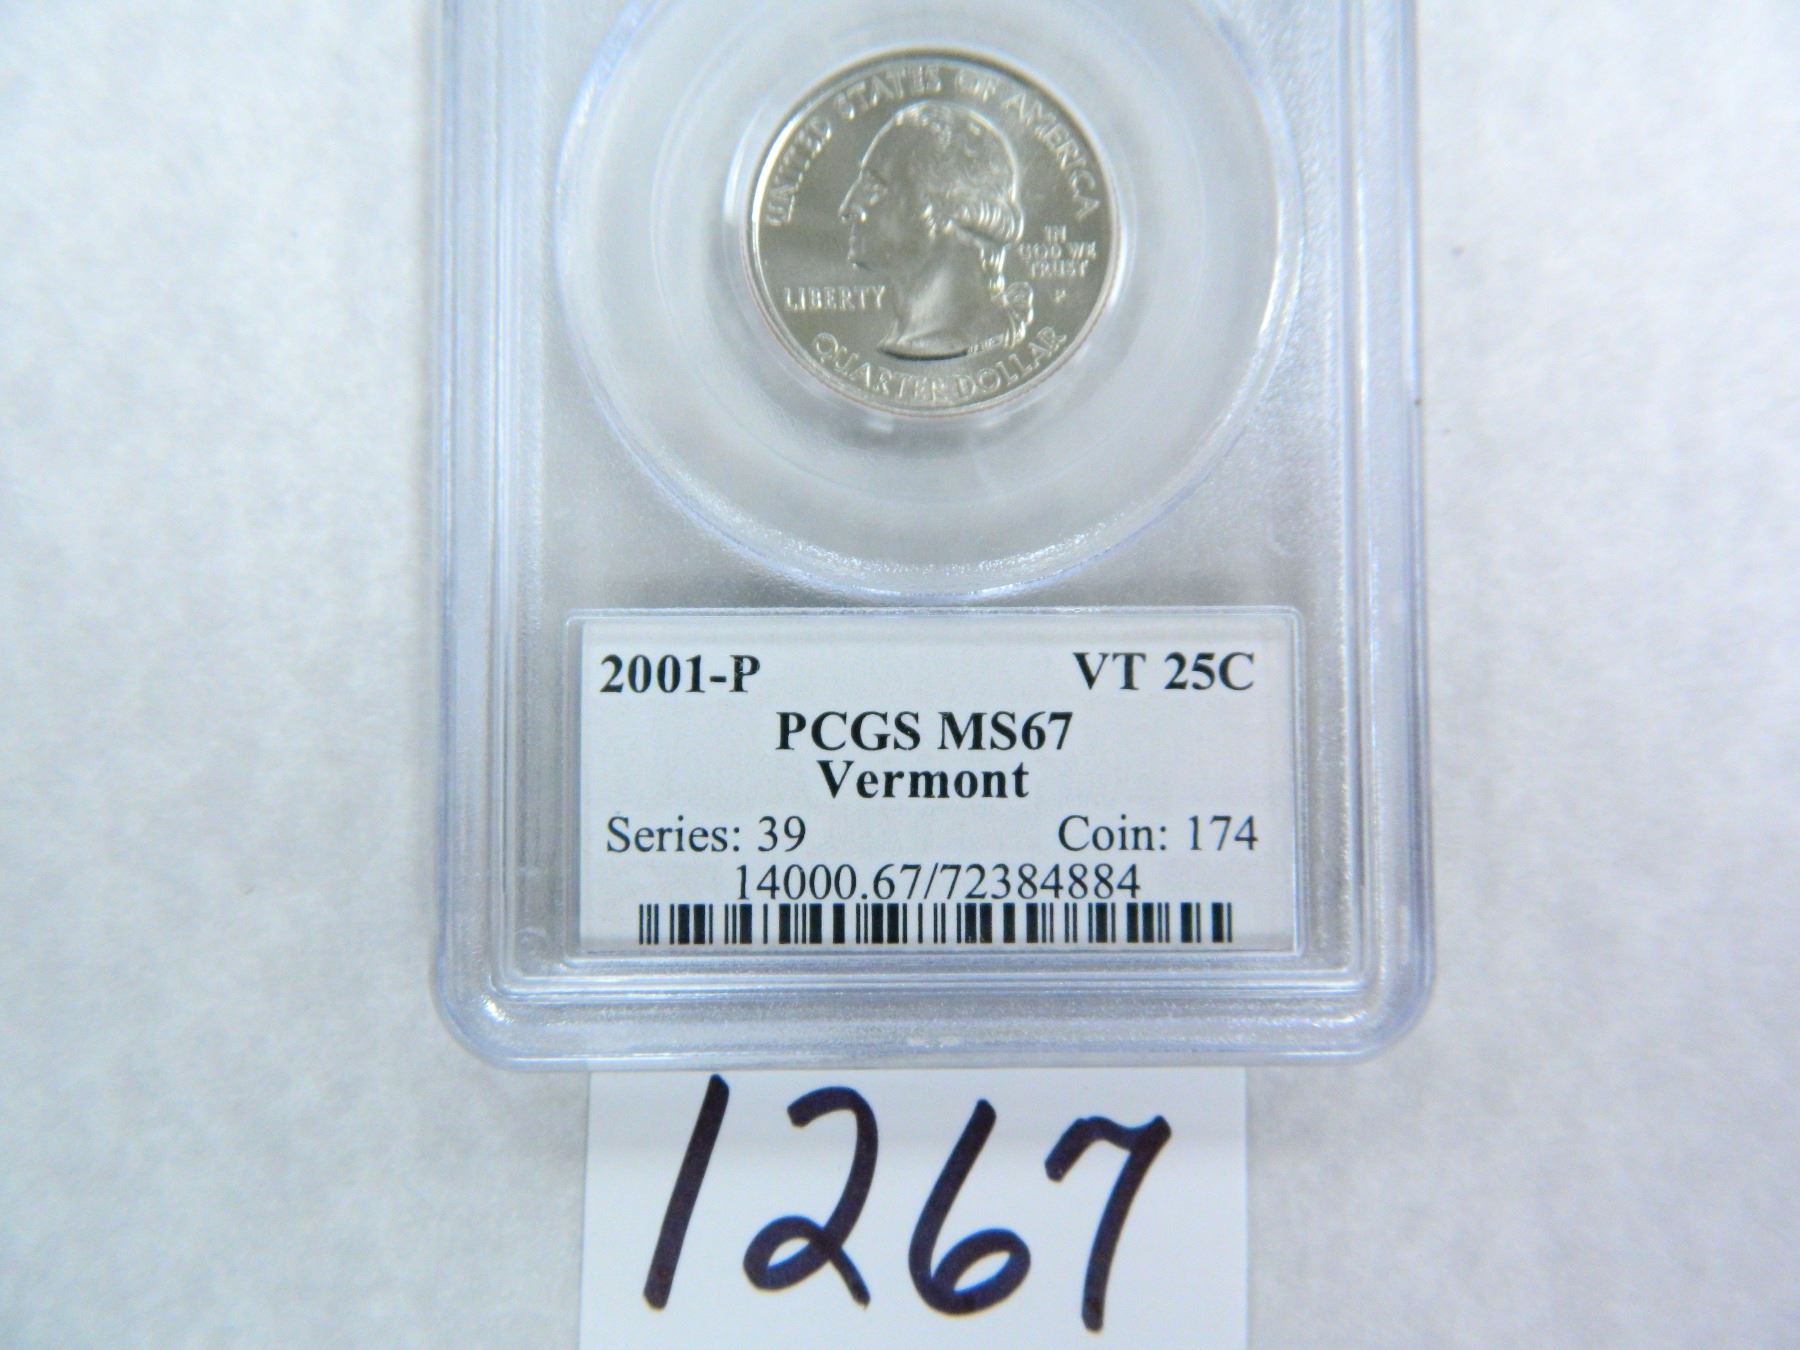 UNITED STATES OF AMERICA
IN
GOD WE
TRUST
LIBERTY
P
QUARTER DOLLAR
2001-P VT 25C
PCGS MS67
Vermont
Series: 39 Coin: 174
14000.67/72384884
1267